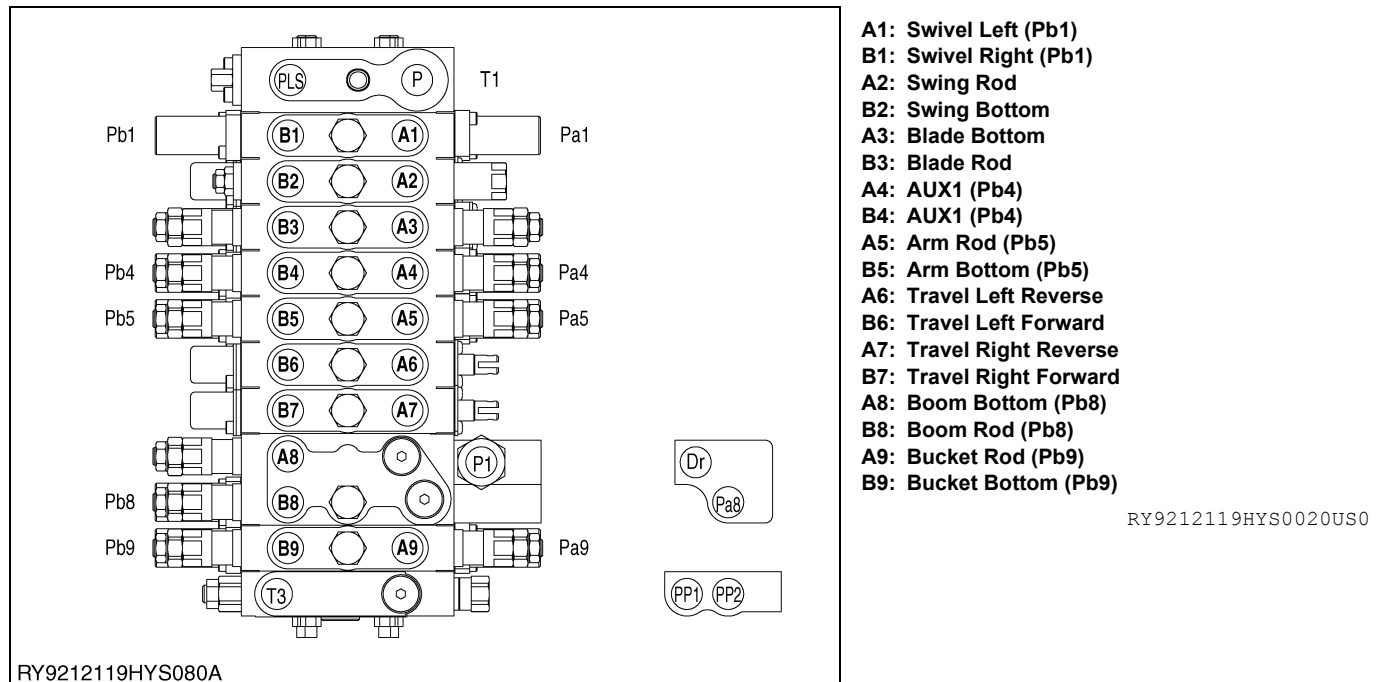 PLS P T1
Pb1 B1 A1 Pa1
B2 A2
B3 A3
Pb4 B4 A4 Pa4
Pb5 B5 A5 Pa5
B6 A6
B7 A7
A8 P1 Dr
Pb8 B8 Pa8
Pb9 B9 A9 Pa9
T3 PP1 PP2
RY9212119HYS080A
A1: Swivel Left (Pb1)
B1: Swivel Right (Pb1)
A2: Swing Rod
B2: Swing Bottom
A3: Blade Bottom
B3: Blade Rod
A4: AUX1 (Pb4)
B4: AUX1 (Pb4)
A5: Arm Rod (Pb5)
B5: Arm Bottom (Pb5)
A6: Travel Left Reverse
B6: Travel Left Forward
A7: Travel Right Reverse
B7: Travel Right Forward
A8: Boom Bottom (Pb8)
B8: Boom Rod (Pb8)
A9: Bucket Rod (Pb9)
B9: Bucket Bottom (Pb9)
RY9212119HYS0020US0